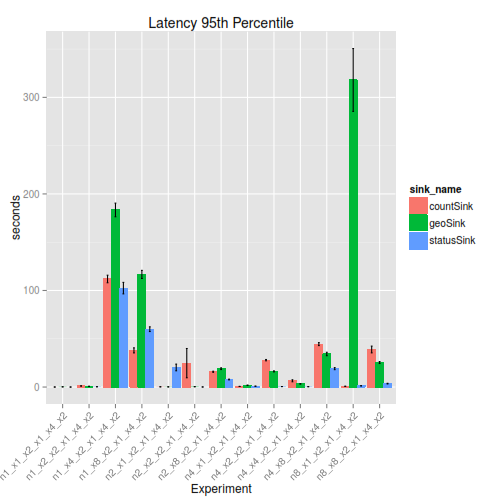 Latency 95th Percentile
seconds
300
200
100
0
n1_x1_x2_x1_x4_x2
n1_x2_x2_x1_x4_x2
n1_x4_x2_x1_x4_x2
n1_x8_x2_x1_x4_x2
n2_x1_x2_x1_x4_x2
n2_x2_x2_x1_x4_x2
n2_x8_x2_x1_x4_x2
n4_x1_x2_x1_x4_x2
n4_x2_x2_x1_x4_x2
n4_x4_x2_x1_x4_x2
n4_x8_x2_x1_x4_x2
n8_x1_x2_x1_x4_x2
n8_x8_x2_x1_x4_x2
Experiment
sink_name
countSink
geoSink
statusSink